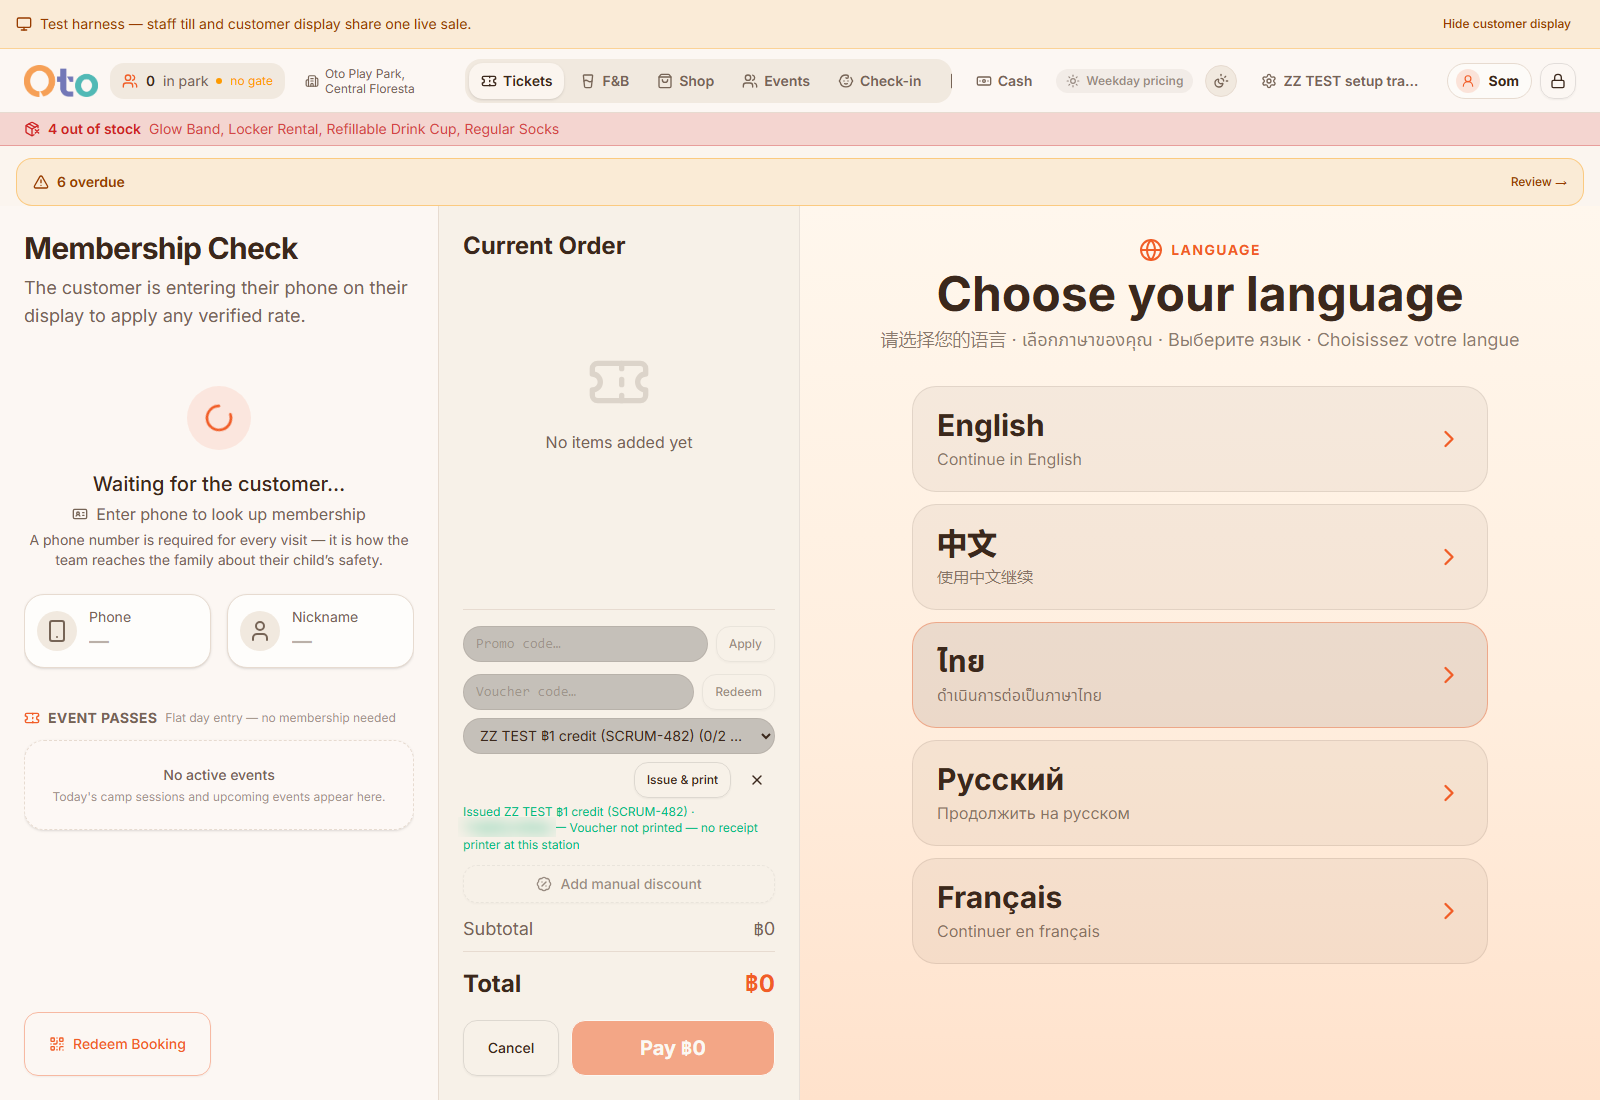 Test harness — staff till and customer display share one live sale.
Hide customer display
Oto
0 in park • no gate
Oto Play Park,
Central Floresta
Tickets
F&B
Shop
Events
Check-in
Cash
Weekday pricing
ZZ TEST setup tra...
Som
4 out of stock Glow Band, Locker Rental, Refillable Drink Cup, Regular Socks
6 overdue
Review →
Membership Check
The customer is entering their phone on their
display to apply any verified rate.
Waiting for the customer...
Enter phone to look up membership
A phone number is required for every visit — it is how the
team reaches the family about their child's safety.
Phone
—
Nickname
—
EVENT PASSES Flat day entry — no membership needed
No active events
Today's camp sessions and upcoming events appear here.
Redeem Booking
Current Order
No items added yet
Promo code…
Apply
Voucher code…
Redeem
ZZ TEST ฿1 credit (SCRUM-482) (0/2 ...
Issue & print
Issued ZZ TEST ฿1 credit (SCRUM-482) ·
— Voucher not printed — no receipt
printer at this station
Add manual discount
Subtotal
฿0
Total
฿0
Cancel
Pay ฿0
LANGUAGE
Choose your language
请选择您的语言 · เลือกภาษาของคุณ · Выберите язык · Choisissez votre langue
English
Continue in English
中文
使用中文继续
ไทย
ดำเนินการต่อเป็นภาษาไทย
Русский
Продолжить на русском
Français
Continuer en français